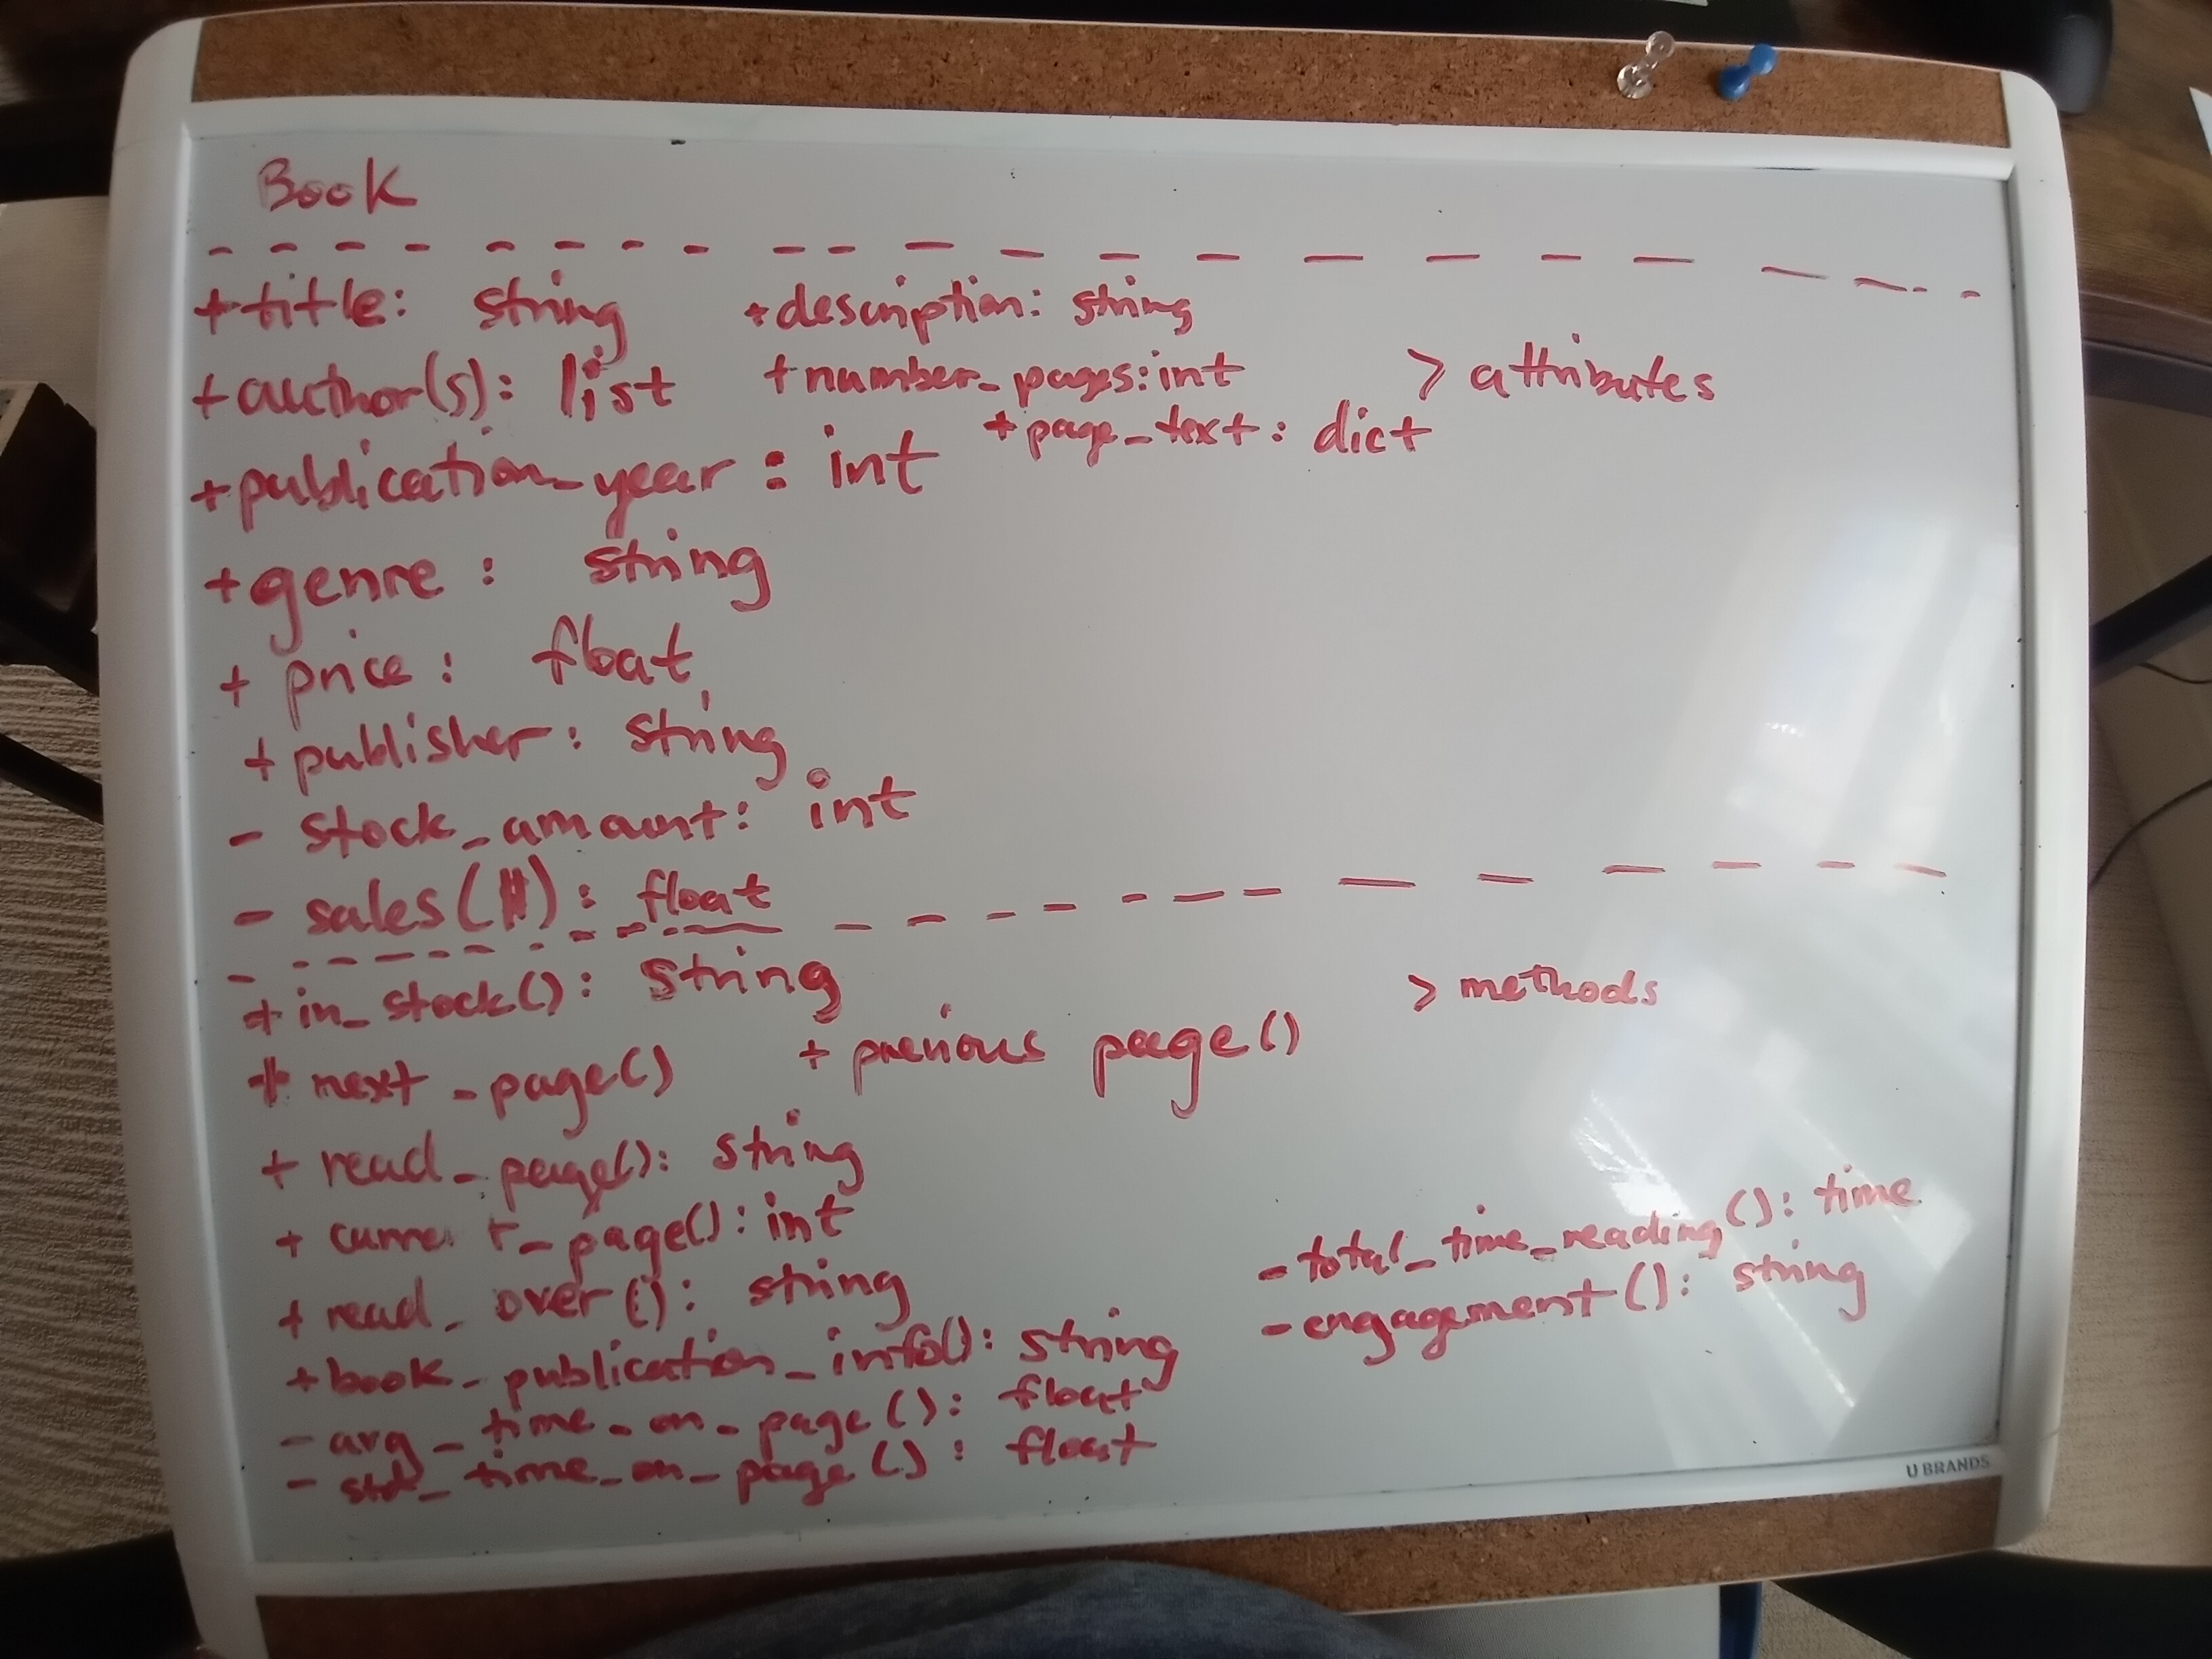 Book
+title: string +description: string
+author(s): list +number_pages:int > attributes
+publication_year: int +page_text: dict
+genre: string
+ price: float
+ publisher: string
- stock_amount: int
- sales(#): float
+in_stock(): string > methods
+ next_page() + previous page()
+ read_page(): string
+ current_page(): int
- total_time_reading(): time
+ read_over(): string
- engagement(): string
+book_publication_info(): string
- avg_time_on_page(): float
- std_time_on_page(): float
U BRANDS